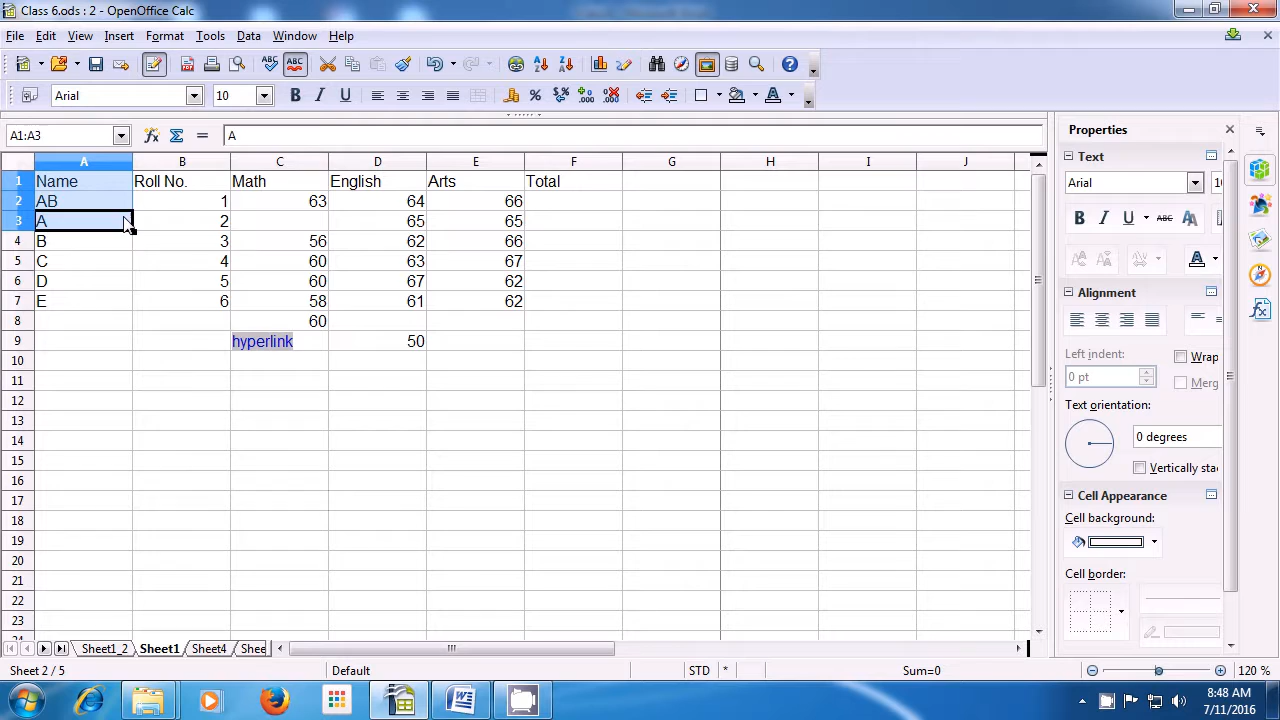 Class 6.ods : 2 - OpenOffice Calc
File Edit View Insert Format Tools Data Window Help
Arial 10
A1:A3 A
A B C D E F G H I J
1 Name Roll No. Math English Arts Total
2 AB 1 63 64 66
3 A 2 65 65
4 B 3 56 62 66
5 C 4 60 63 67
6 D 5 60 67 62
7 E 6 58 61 62
8 60
9 hyperlink 50
10
11
12
13
14
15
16
17
18
19
20
21
22
23
Properties
Text
Arial
Alignment
Wrap
Left indent:
0 pt
Merg
Text orientation:
0 degrees
Vertically sta
Cell Appearance
Cell background:
Cell border:
Sheet1_2 Sheet1 Sheet4 Shee
Sheet 2 / 5 Default STD * Sum=0 120 %
8:48 AM
7/11/2016